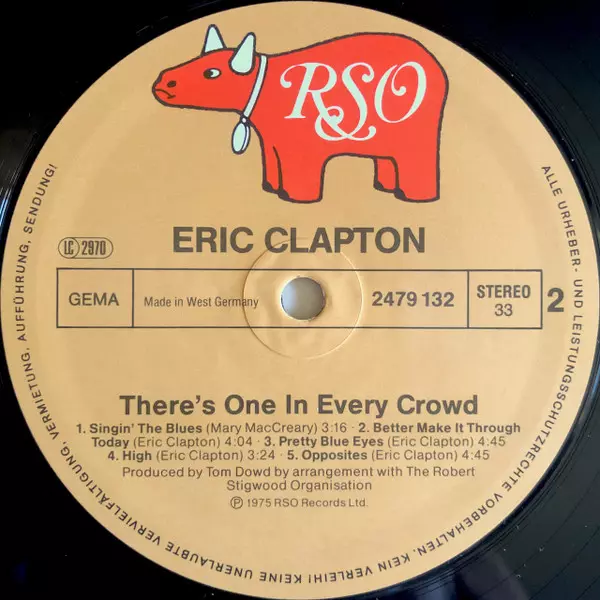 RSO
ERIC CLAPTON
LC 2970
GEMA
Made in West Germany
2479 132
STEREO
33
2
There's One In Every Crowd
1. Singin' The Blues (Mary MacCreary) 3:16 · 2. Better Make It Through
Today (Eric Clapton) 4:04 · 3. Pretty Blue Eyes (Eric Clapton) 4:45
4. High (Eric Clapton) 3:24 · 5. Opposites (Eric Clapton) 4:45
Produced by Tom Dowd by arrangement with The Robert
Stigwood Organisation
℗ 1975 RSO Records Ltd.
ALLE URHEBER- UND LEISTUNGSSCHUTZRECHTE VORBEHALTEN. KEIN VERLEIH! KEINE UNERLAUBTE VERVIELFÄLTIGUNG, VERMIETUNG, AUFFÜHRUNG, SENDUNG!